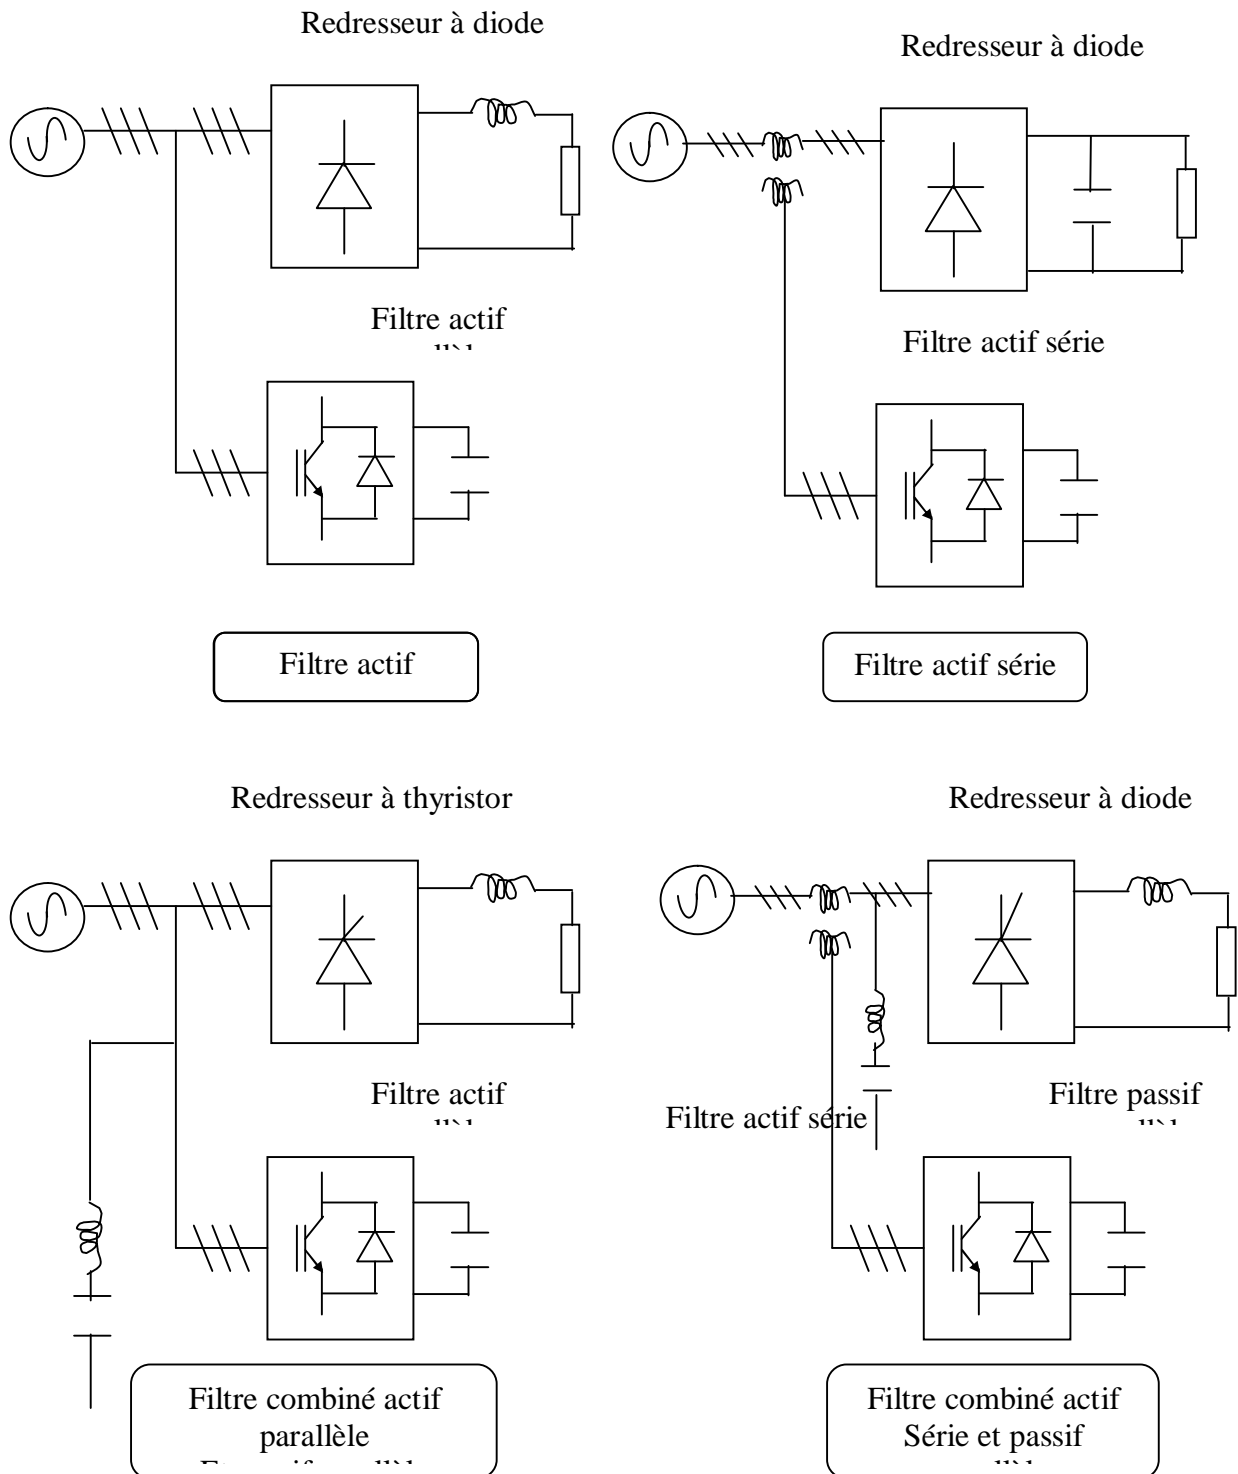 Redresseur à diode
Redresseur à diode
Filtre actif
Filtre actif série
Filtre actif
Filtre actif série
Redresseur à thyristor
Redresseur à diode
Filtre actif
Filtre passif
Filtre actif série
Filtre combiné actif
parallèle
Filtre combiné actif
Série et passif